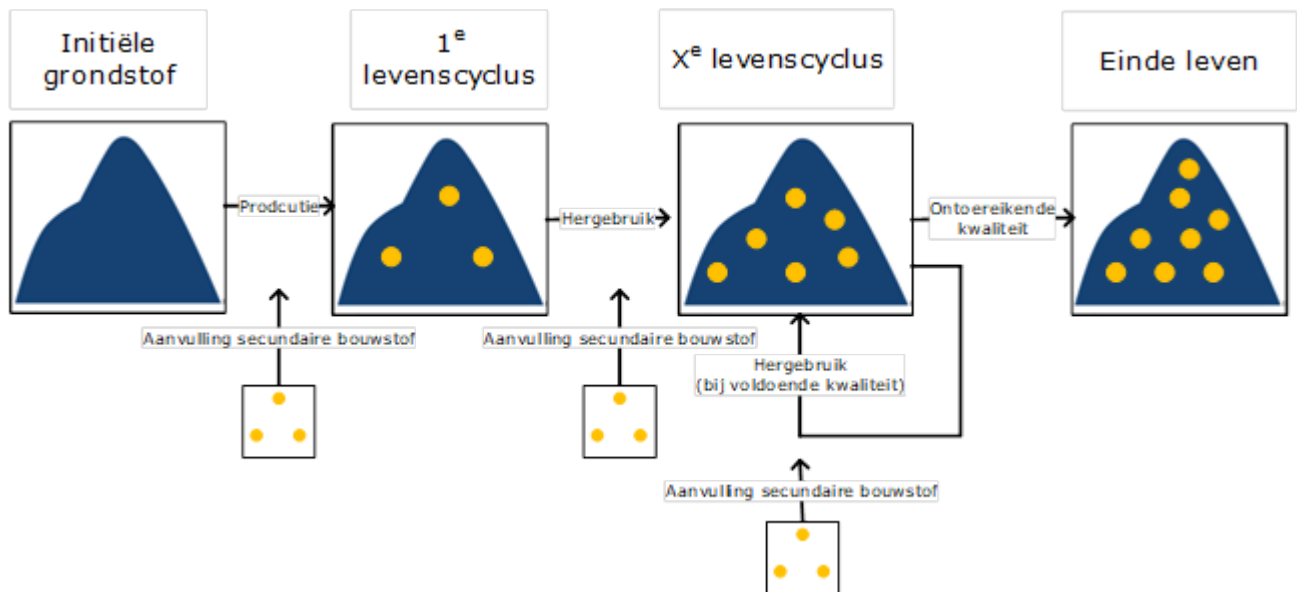 Initiële
grondstof
1e
levenscyclus
Xe levenscyclus
Einde leven
Prodcutie
Hergebruik
Ontoereikende
kwaliteit
Aanvulling secundaire bouwstof
Aanvulling secundaire bouwstof
Hergebruik
(bij voldoende kwaliteit)
Aanvulling secundaire bouwstof